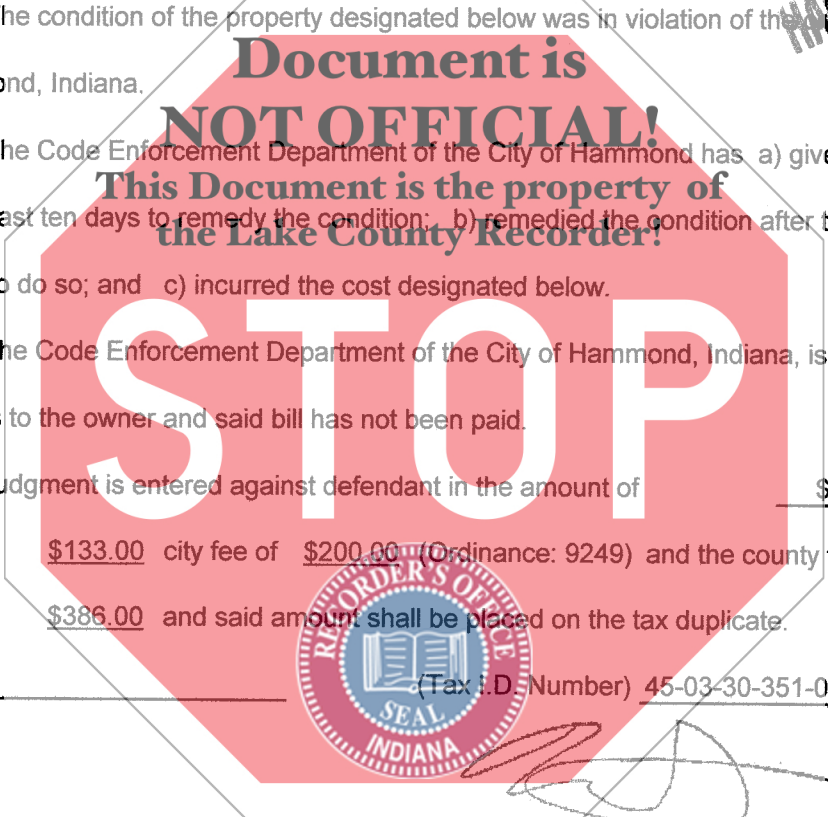 he condition of the property designated below was in violation of the
Document is
ond, Indiana.
NOT OFFICIAL!
he Code Enforcement Department of the City of Hammond has a) give
This Document is the property of
ast ten days to remedy the condition; b) remedied the condition after
the Lake County Recorder!
o do so; and c) incurred the cost designated below.
STOP
he Code Enforcement Department of the City of Hammond, Indiana, is
to the owner and said bill has not been paid.
udgment is entered against defendant in the amount of $
$133.00 city fee of $200.00 (Ordinance: 9249) and the county
$386.00 and said amount shall be placed on the tax duplicate.
RECORDER'S OFFICE
(Tax I.D. Number) 45-03-30-351-0
SEAL
INDIANA